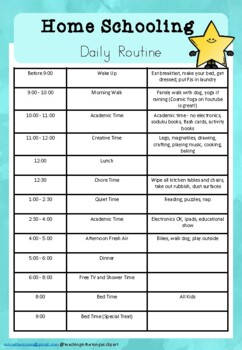 Home Schooling
Daily Routine
Before 9:00 Wake Up Eat breakfast, make your bed, get
dressed, put PJs in laundry
9:00 - 10:00 Morning Walk Family walk with dog, yoga if
raining (Cosmic Yoga on Youtube
is great!)
10:00 - 11:00 Academic Time Academic time - no electronics,
soduku books, flash cards, activity
books
11:00 - 12:00 Creative Time Legs, magnatiles, drawing,
crafting, playing music, cooking,
baking
12:00 Lunch
12:30 Chore Time Wipe all kitchen tables and chairs,
take out rubbish, dust surfaces
1:00 - 2:30 Quiet Time Reading, puzzles, nap
2:30 - 4:00 Academic Time Electronics OK, ipads, educational
show
4:00 - 5:00 Afternoon Fresh Air Bikes, walk dog, play outside
5:00 - 6:00 Dinner
6:00 - 8:00 Free TV and Shower Time
8:00 Bed Time All Kids
9:00 Bed Time (Special Treat)